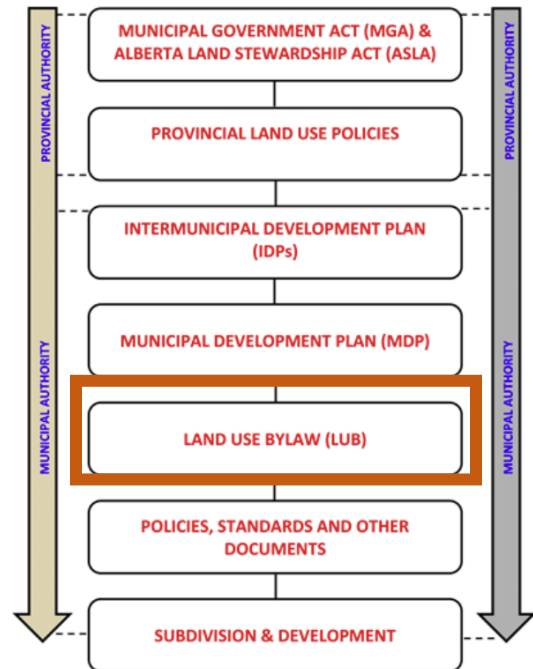 MUNICIPAL GOVERNMENT ACT (MGA) &
ALBERTA LAND STEWARDSHIP ACT (ASLA)
PROVINCIAL AUTHORITY
PROVINCIAL AUTHORITY
PROVINCIAL LAND USE POLICIES
INTERMUNICIPAL DEVELOPMENT PLAN
(IDPs)
MUNICIPAL DEVELOPMENT PLAN (MDP)
MUNICIPAL AUTHORITY
MUNICIPAL AUTHORITY
LAND USE BYLAW (LUB)
POLICIES, STANDARDS AND OTHER
DOCUMENTS
SUBDIVISION & DEVELOPMENT